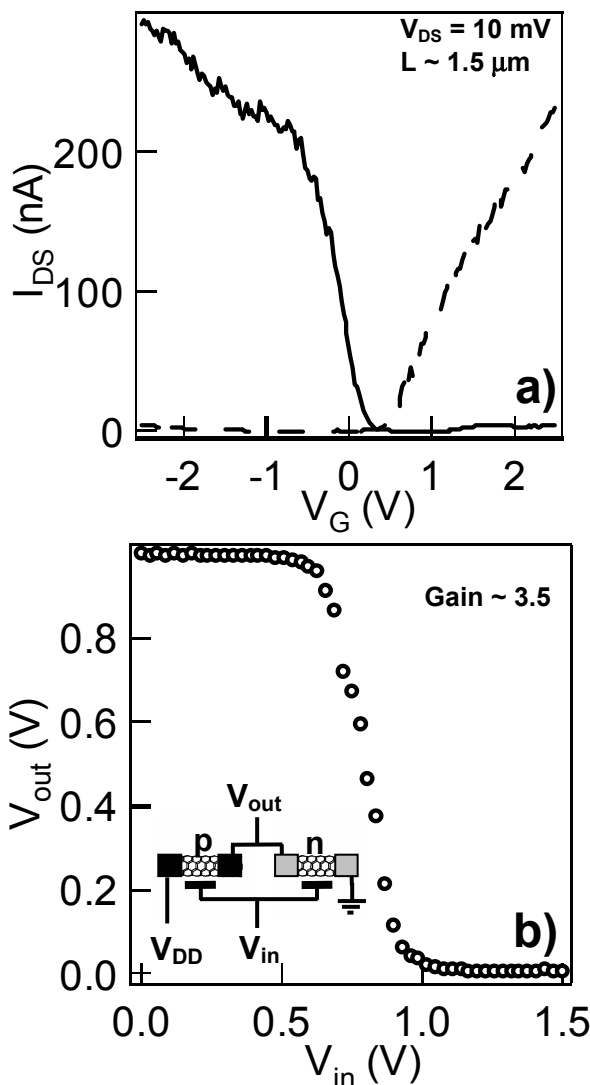 V_DS = 10 mV
L ~ 1.5 μm
200
100
0
I_DS (nA)
a)
-2 -1 0 1 2
V_G (V)
Gain ~ 3.5
0.8
0.6
0.4
0.2
0.0
V_out (V)
V_out
p n
V_DD V_in
b)
0.0 0.5 1.0 1.5
V_in (V)